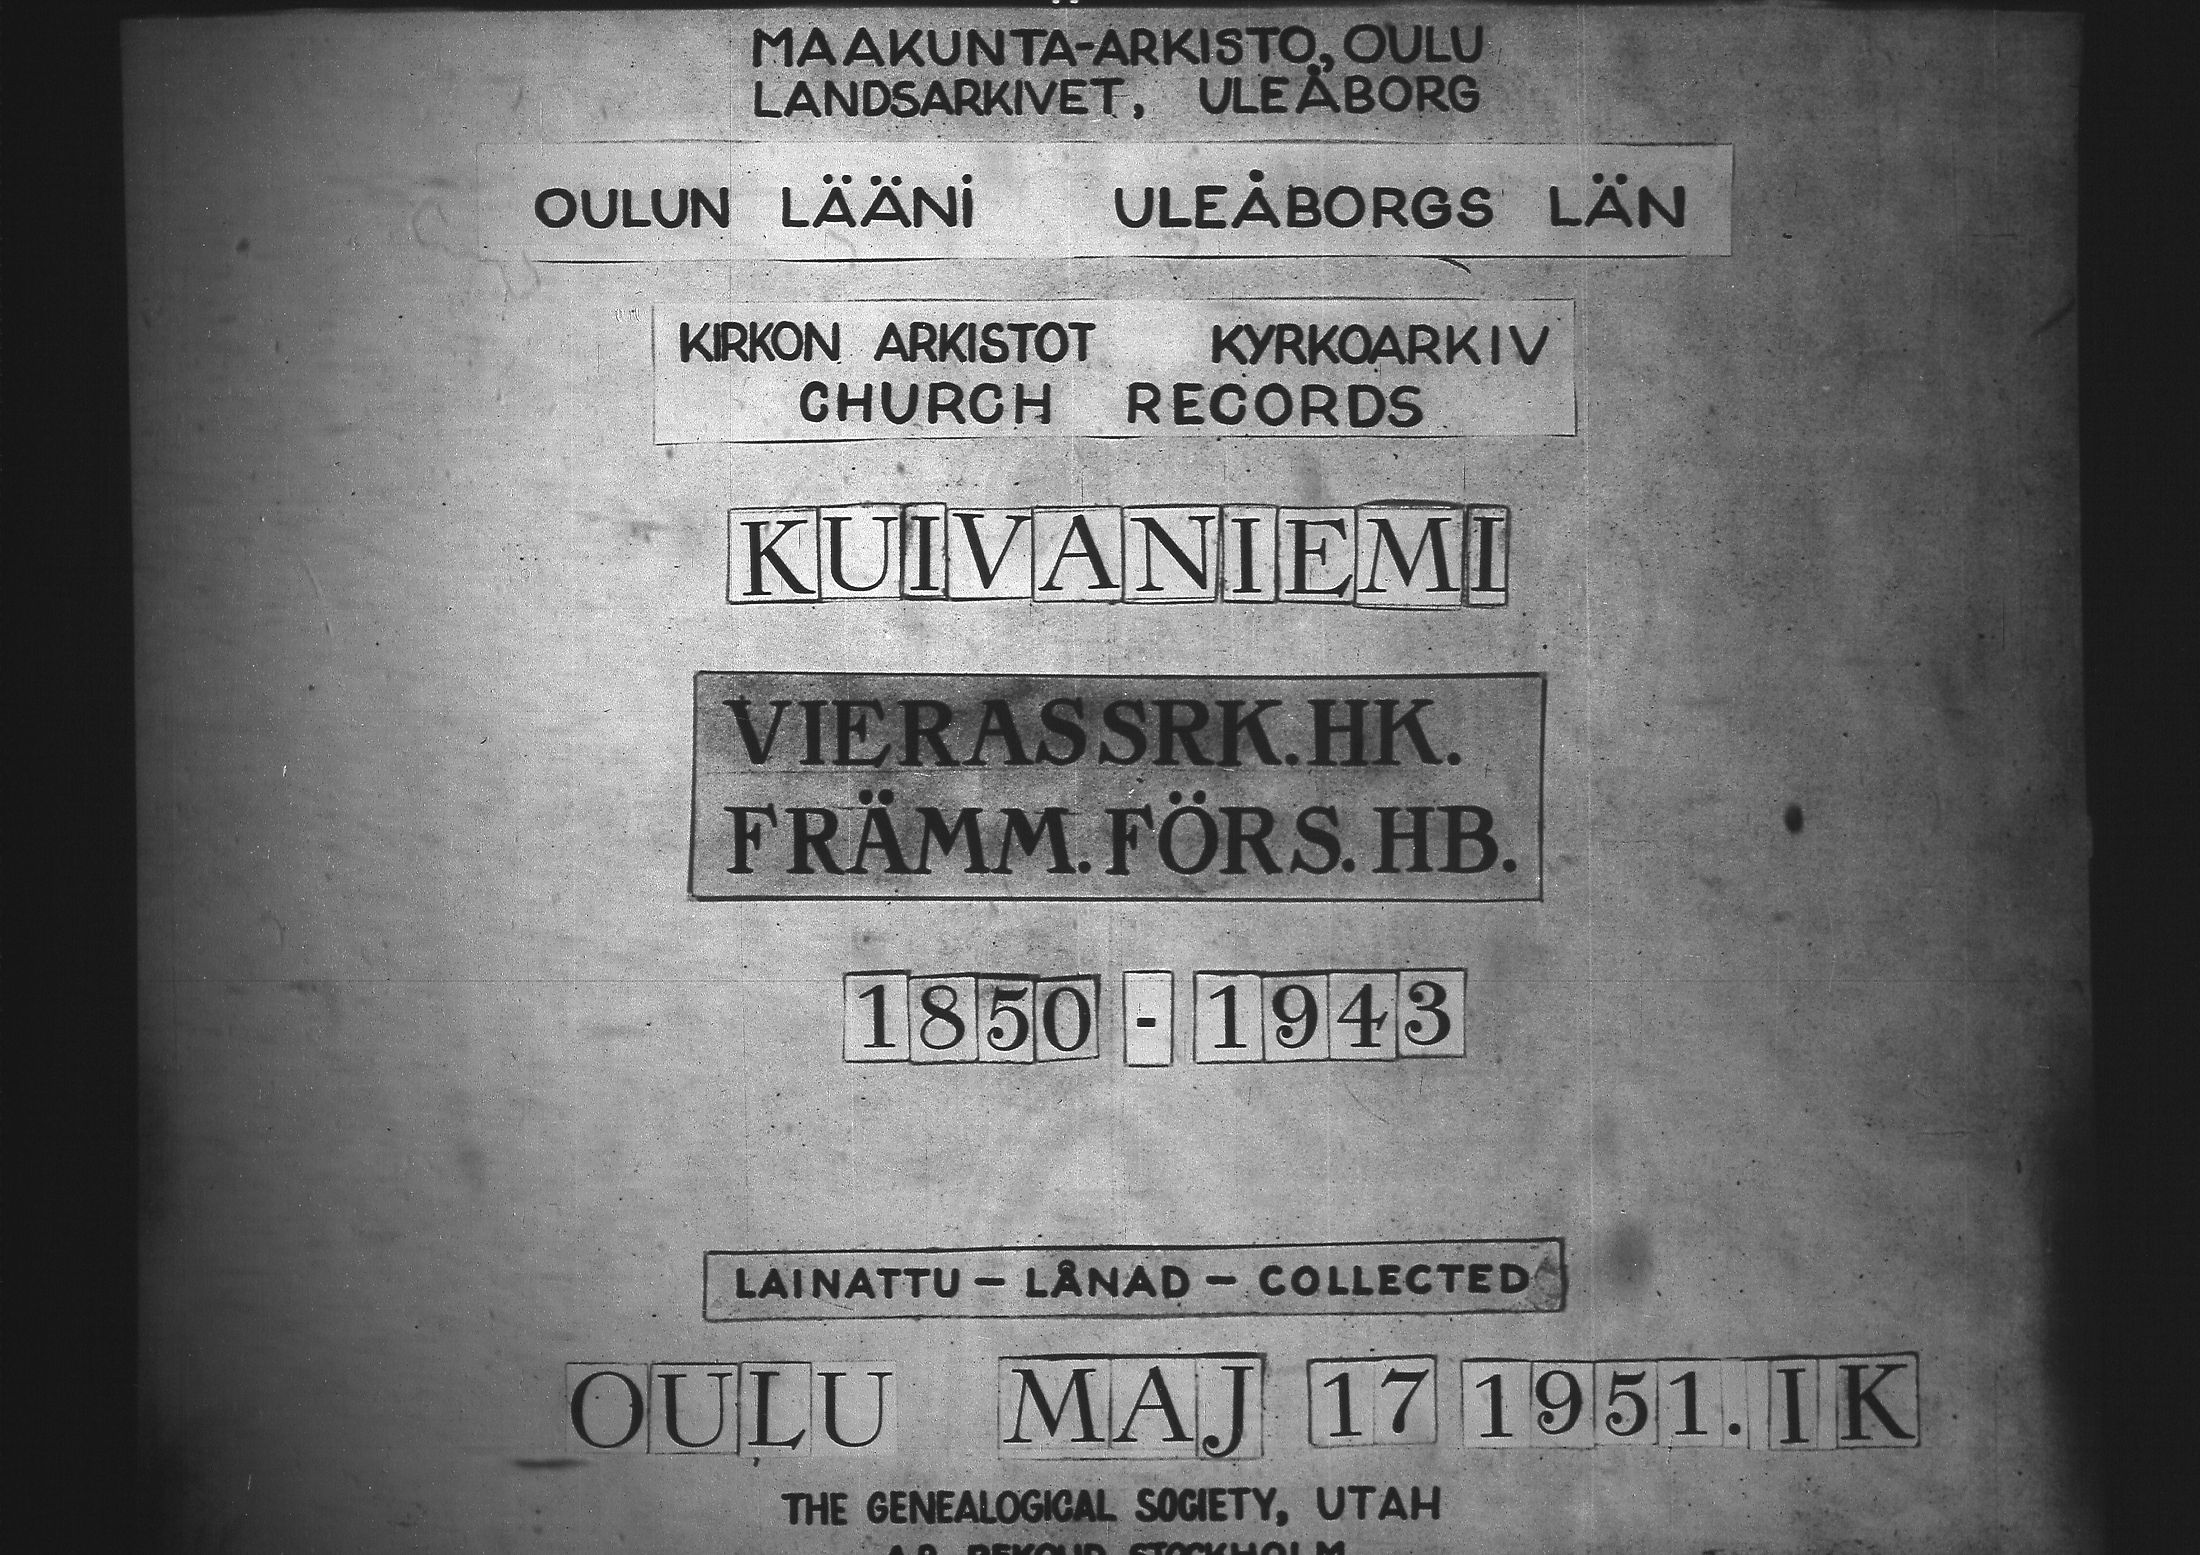 MAAKUNTA-ARKISTO, OULU
LANDSARKIVET, ULEÅBORG
OULUN LÄÄNI ULEÅBORGS LÄN
KIRKON ARKISTOT KYRKOARKIV
CHURCH RECORDS
KUIVANIEMI
VIERASSRK.HK.
FRÄMM.FÖRS.HB.
1850 - 1943
LAINATTU – LÅNAD – COLLECTED
OULU MAJ 17 1951. IK
THE GENEALOGICAL SOCIETY, UTAH
STOCKHOLM